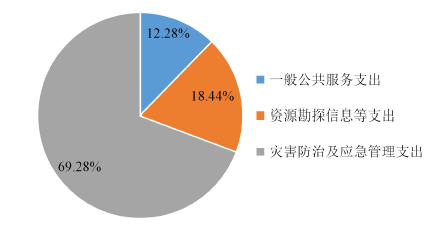 12.28%
18.44%
69.28%
一般公共服务支出
资源勘探信息等支出
灾害防治及应急管理支出